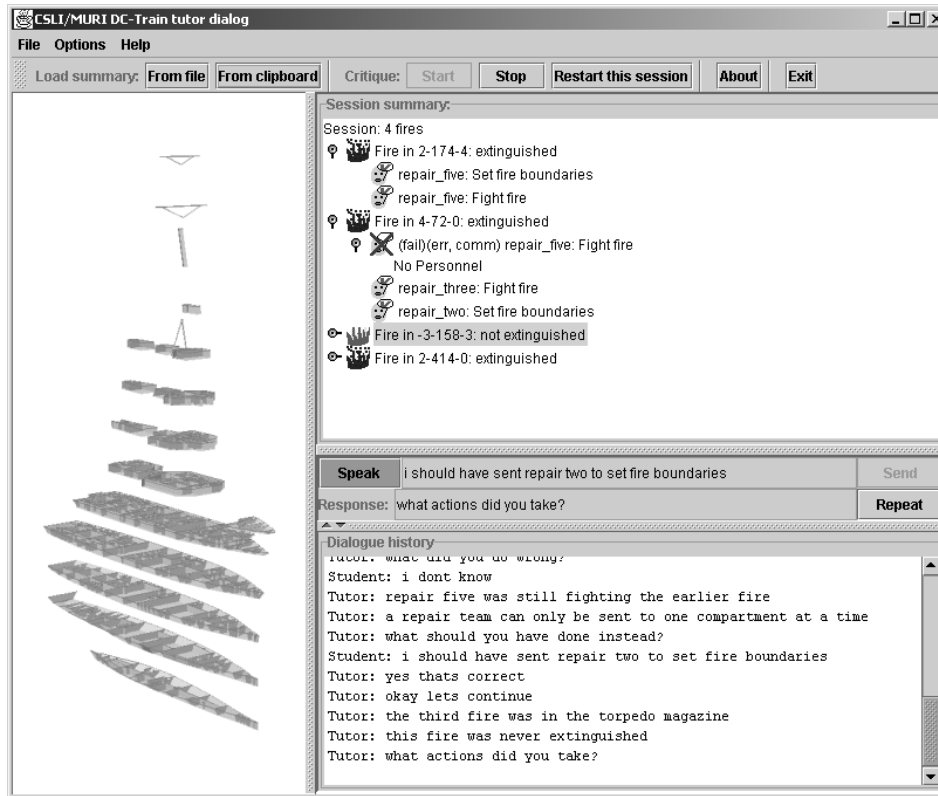 CSLI/MURI DC-Train tutor dialog
File Options Help
Load summary: From file From clipboard Critique: Start Stop Restart this session About Exit
Session summary:
Session: 4 fires
Fire in 2-174-4: extinguished
repair_five: Set fire boundaries
repair_five: Fight fire
Fire in 4-72-0: extinguished
(fail)(err, comm) repair_five: Fight fire
No Personnel
repair_three: Fight fire
repair_two: Set fire boundaries
Fire in -3-158-3: not extinguished
Fire in 2-414-0: extinguished
Speak i should have sent repair two to set fire boundaries Send
Response: what actions did you take? Repeat
Dialogue history
Tutor: what did you do wrong?
Student: i dont know
Tutor: repair five was still fighting the earlier fire
Tutor: a repair team can only be sent to one compartment at a time
Tutor: what should you have done instead?
Student: i should have sent repair two to set fire boundaries
Tutor: yes thats correct
Tutor: okay lets continue
Tutor: the third fire was in the torpedo magazine
Tutor: this fire was never extinguished
Tutor: what actions did you take?